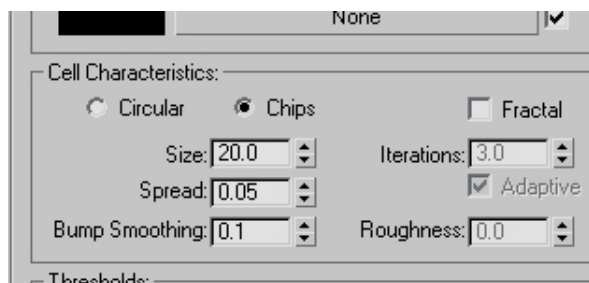 None
Cell Characteristics:
Circular Chips Fractal
Size: 20.0 Iterations: 3.0
Spread: 0.05 Adaptive
Bump Smoothing: 0.1 Roughness: 0.0
Thresholds: